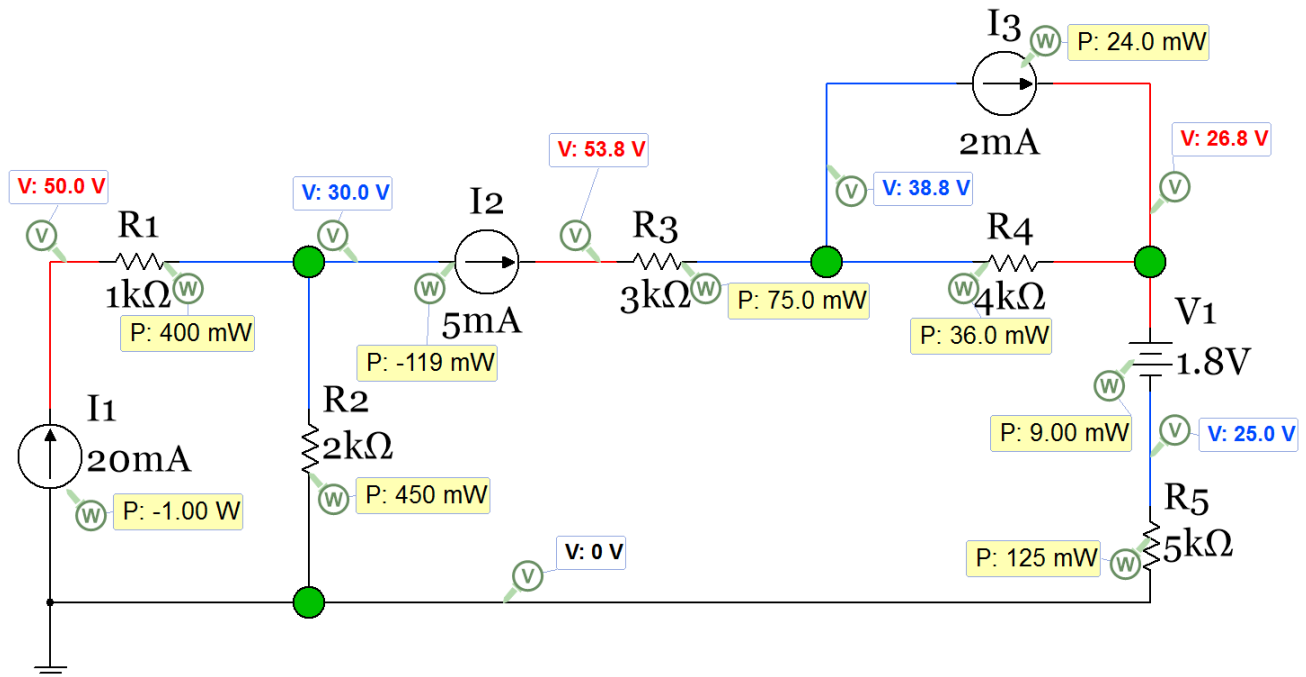 I3
W
P: 24.0 mW
2mA
V: 53.8 V
V: 26.8 V
V: 50.0 V
V: 30.0 V
V
V: 38.8 V
V
I2
V
R1
V
V
R3
R4
1kΩ
W
P: 400 mW
W
5mA
P: -119 mW
3kΩ
W
P: 75.0 mW
W
4kΩ
P: 36.0 mW
V1
1.8V
W
P: 9.00 mW
I1
20mA
W
P: -1.00 W
R2
2kΩ
W
P: 450 mW
V
V: 25.0 V
R5
5kΩ
P: 125 mW
W
V: 0 V
V